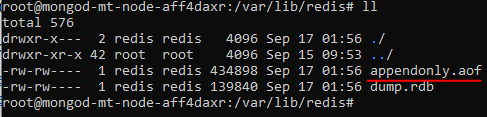 root@mongod-mt-node-aff4daxr:/var/lib/redis# ll
total 576
drwxr-x---  2 redis redis   4096 Sep 17 01:56 ./
drwxr-xr-x 42 root  root    4096 Sep 15 09:53 ../
-rw-rw----  1 redis redis 434898 Sep 17 01:56 appendonly.aof
-rw-rw----  1 redis redis 139840 Sep 17 01:56 dump.rdb
root@mongod-mt-node-aff4daxr:/var/lib/redis#